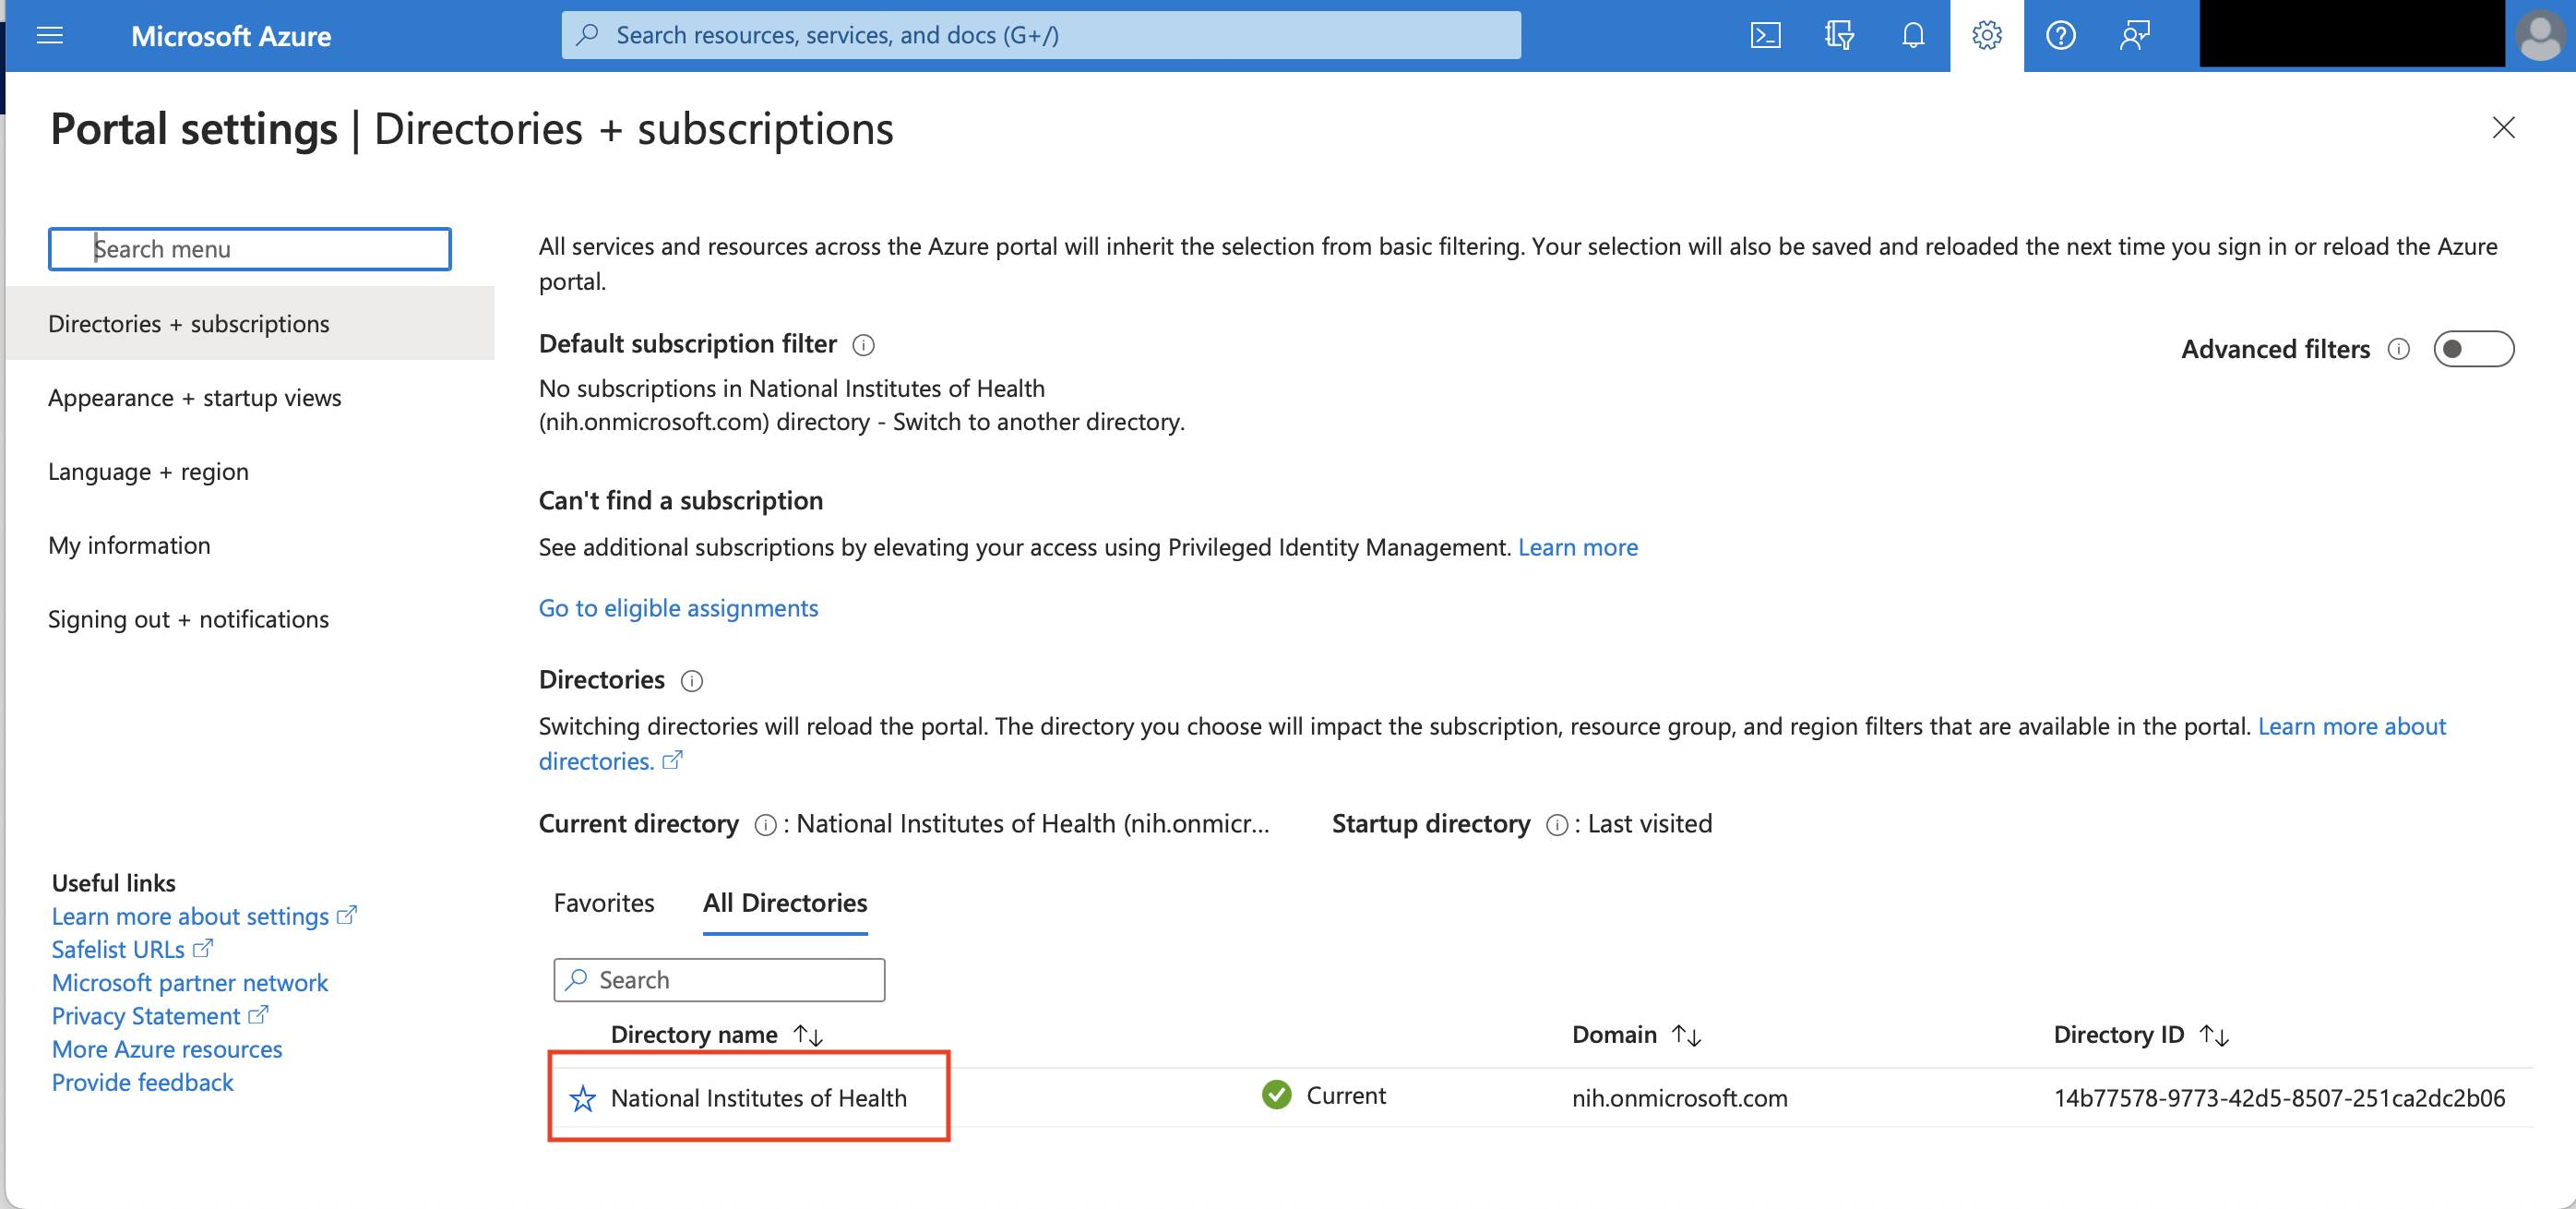 Microsoft Azure
Search resources, services, and docs (G+/)
Portal settings | Directories + subscriptions
Search menu
Directories + subscriptions
Appearance + startup views
Language + region
My information
Signing out + notifications
Useful links
Learn more about settings
Safelist URLs
Microsoft partner network
Privacy Statement
More Azure resources
Provide feedback
All services and resources across the Azure portal will inherit the selection from basic filtering. Your selection will also be saved and reloaded the next time you sign in or reload the Azure
portal.
Default subscription filter
Advanced filters
No subscriptions in National Institutes of Health
(nih.onmicrosoft.com) directory - Switch to another directory.
Can't find a subscription
See additional subscriptions by elevating your access using Privileged Identity Management. Learn more
Go to eligible assignments
Directories
Switching directories will reload the portal. The directory you choose will impact the subscription, resource group, and region filters that are available in the portal. Learn more about
directories.
Current directory : National Institutes of Health (nih.onmicr... Startup directory : Last visited
Favorites All Directories
Search
Directory name Domain Directory ID
National Institutes of Health Current nih.onmicrosoft.com 14b77578-9773-42d5-8507-251ca2dc2b06